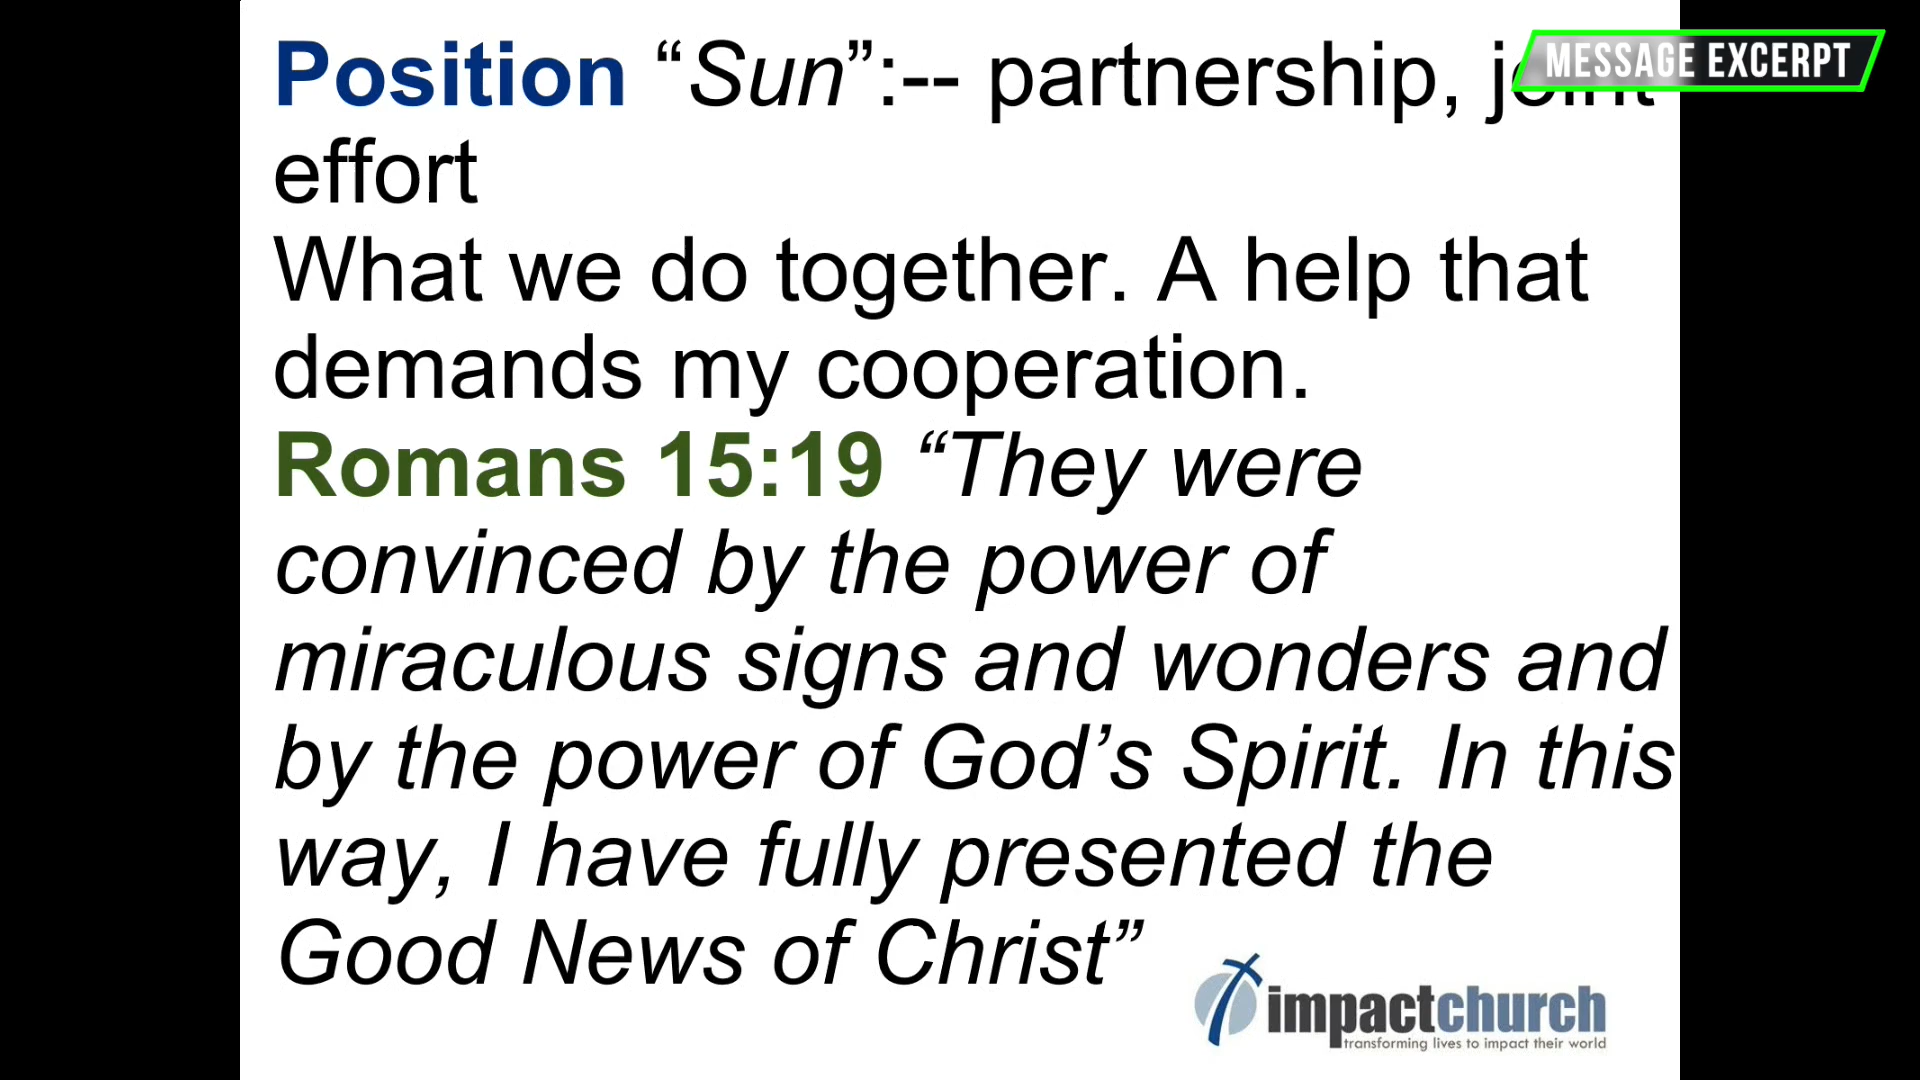 Position “Sun”:-- partnership, joint
MESSAGE EXCERPT
effort
What we do together. A help that
demands my cooperation.
Romans 15:19 “They were
convinced by the power of
miraculous signs and wonders and
by the power of God’s Spirit. In this
way, I have fully presented the
Good News of Christ”
impactchurch
transforming lives to impact their world